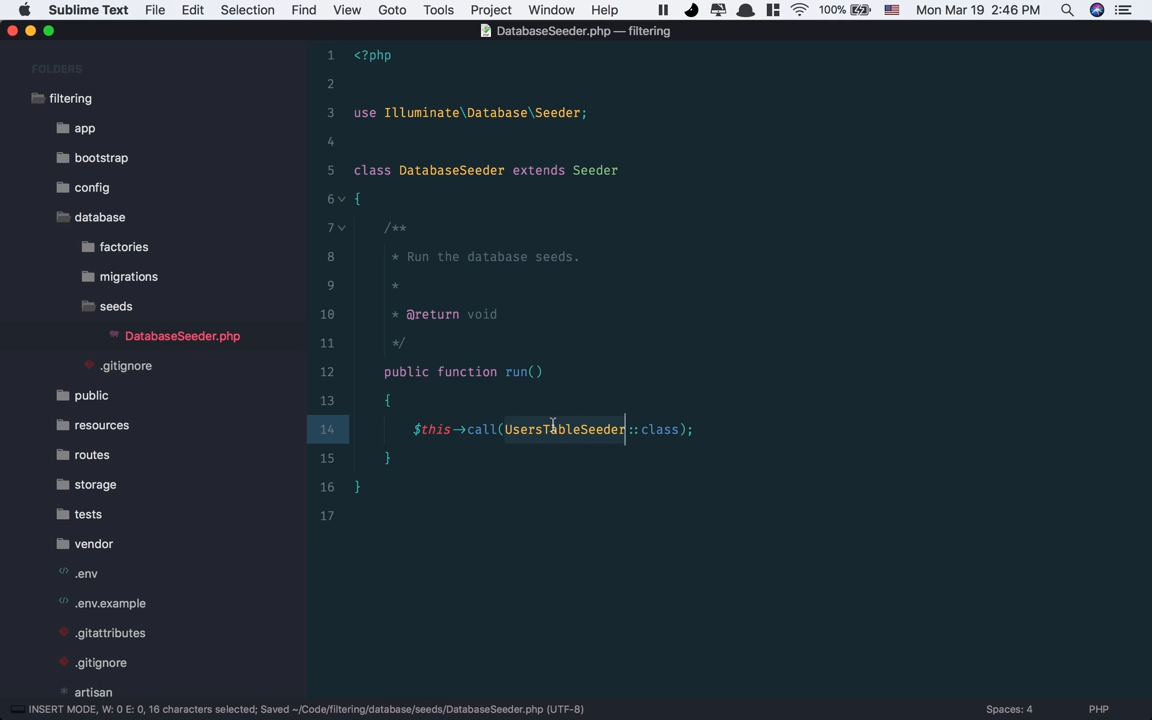 Sublime Text File Edit Selection Find View Goto Tools Project Window Help 100% Mon Mar 19 2:46 PM
DatabaseSeeder.php — filtering
FOLDERS
filtering
app
bootstrap
config
database
factories
migrations
seeds
DatabaseSeeder.php
.gitignore
public
resources
routes
storage
tests
vendor
.env
.env.example
.gitattributes
.gitignore
artisan
1 <?php
2
3 use Illuminate\Database\Seeder;
4
5 class DatabaseSeeder extends Seeder
6 {
7 /**
8 * Run the database seeds.
9 *
10 * @return void
11 */
12 public function run()
13 {
14 $this->call(UsersTableSeeder::class);
15 }
16 }
17
INSERT MODE, W: 0 E: 0, 16 characters selected; Saved ~/Code/filtering/database/seeds/DatabaseSeeder.php (UTF-8) Spaces: 4 PHP